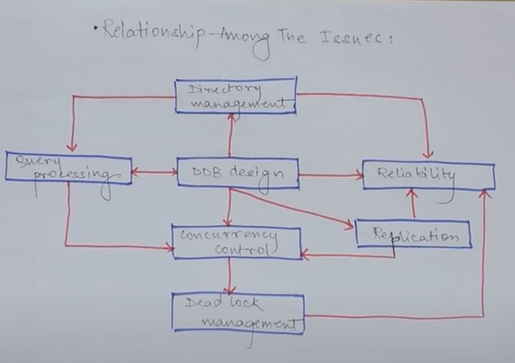 • Relationship-Among The Issues:
Directory
management
Query
processing
DDB design
Reliability
Concurrency
control
Replication
Dead lock
management